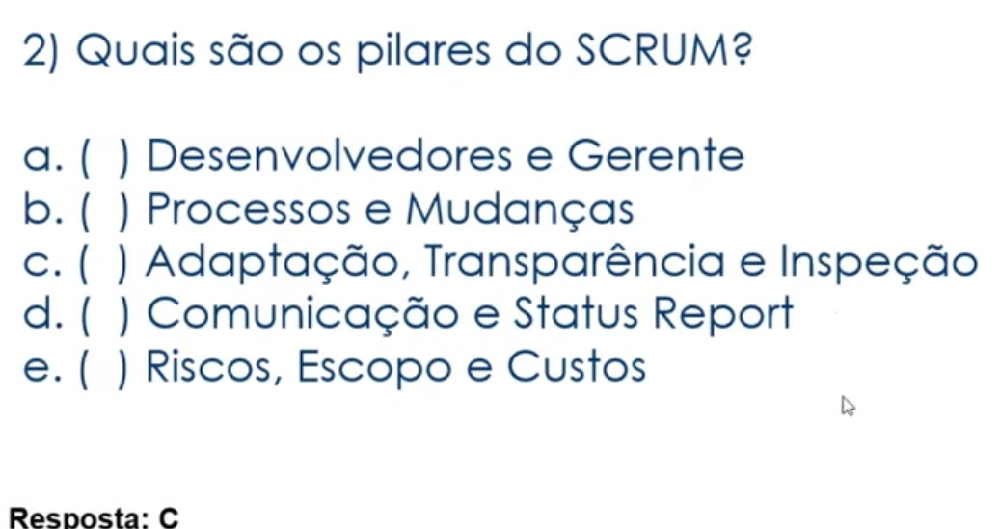 2) Quais são os pilares do SCRUM?
a. ( ) Desenvolvedores e Gerente
b. ( ) Processos e Mudanças
c. ( ) Adaptação, Transparência e Inspeção
d. ( ) Comunicação e Status Report
e. ( ) Riscos, Escopo e Custos
Resposta: C